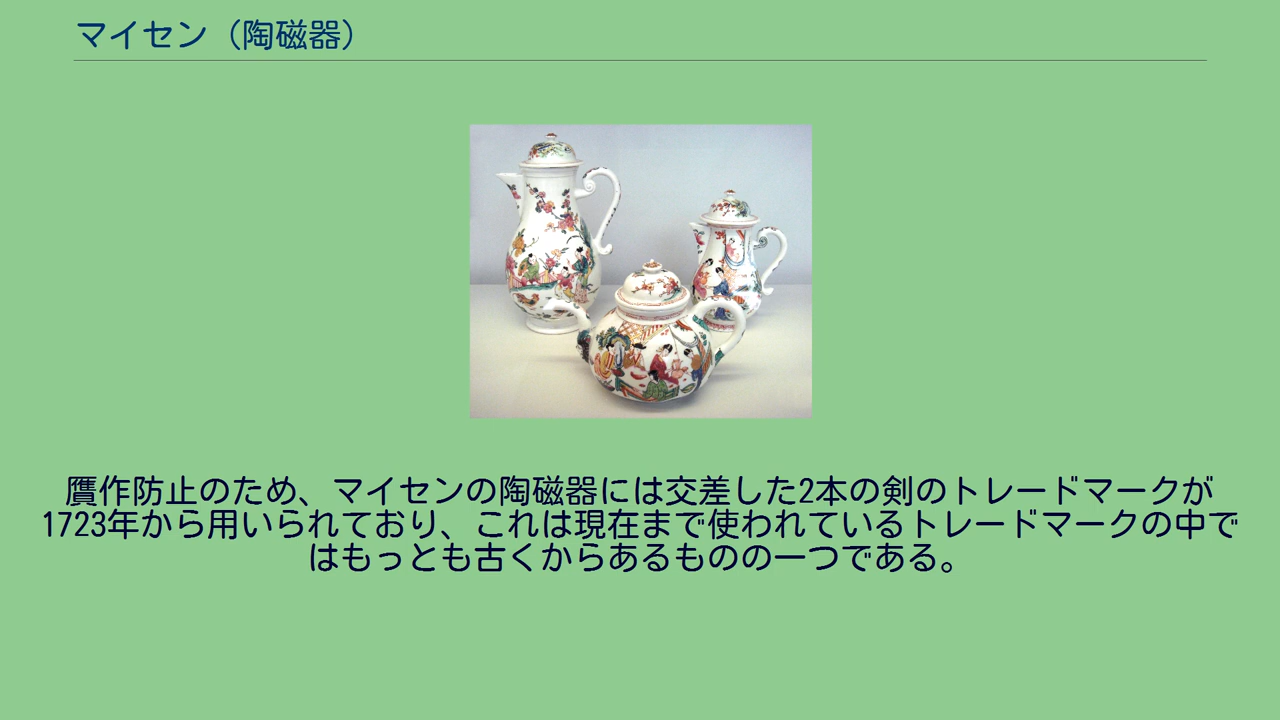 マイセン（陶磁器）
贋作防止のため、マイセンの陶磁器には交差した2本の剣のトレードマークが
1723年から用いられており、これは現在まで使われているトレードマークの中で
はもっとも古くからあるものの一つである。